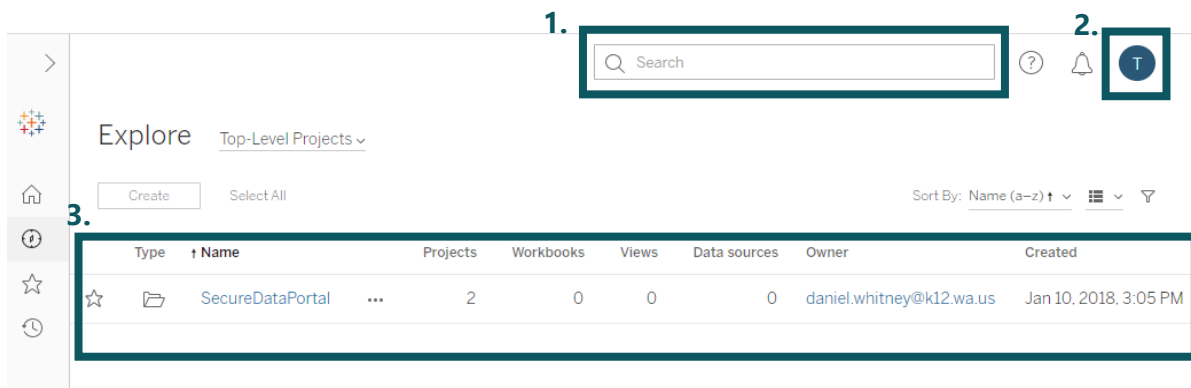 1.
2.
Search
?
T
Explore Top-Level Projects
Create Select All Sort By: Name (a–z)
3.
Type Name Projects Workbooks Views Data sources Owner Created
SecureDataPortal ... 2 0 0 0 daniel.whitney@k12.wa.us Jan 10, 2018, 3:05 PM